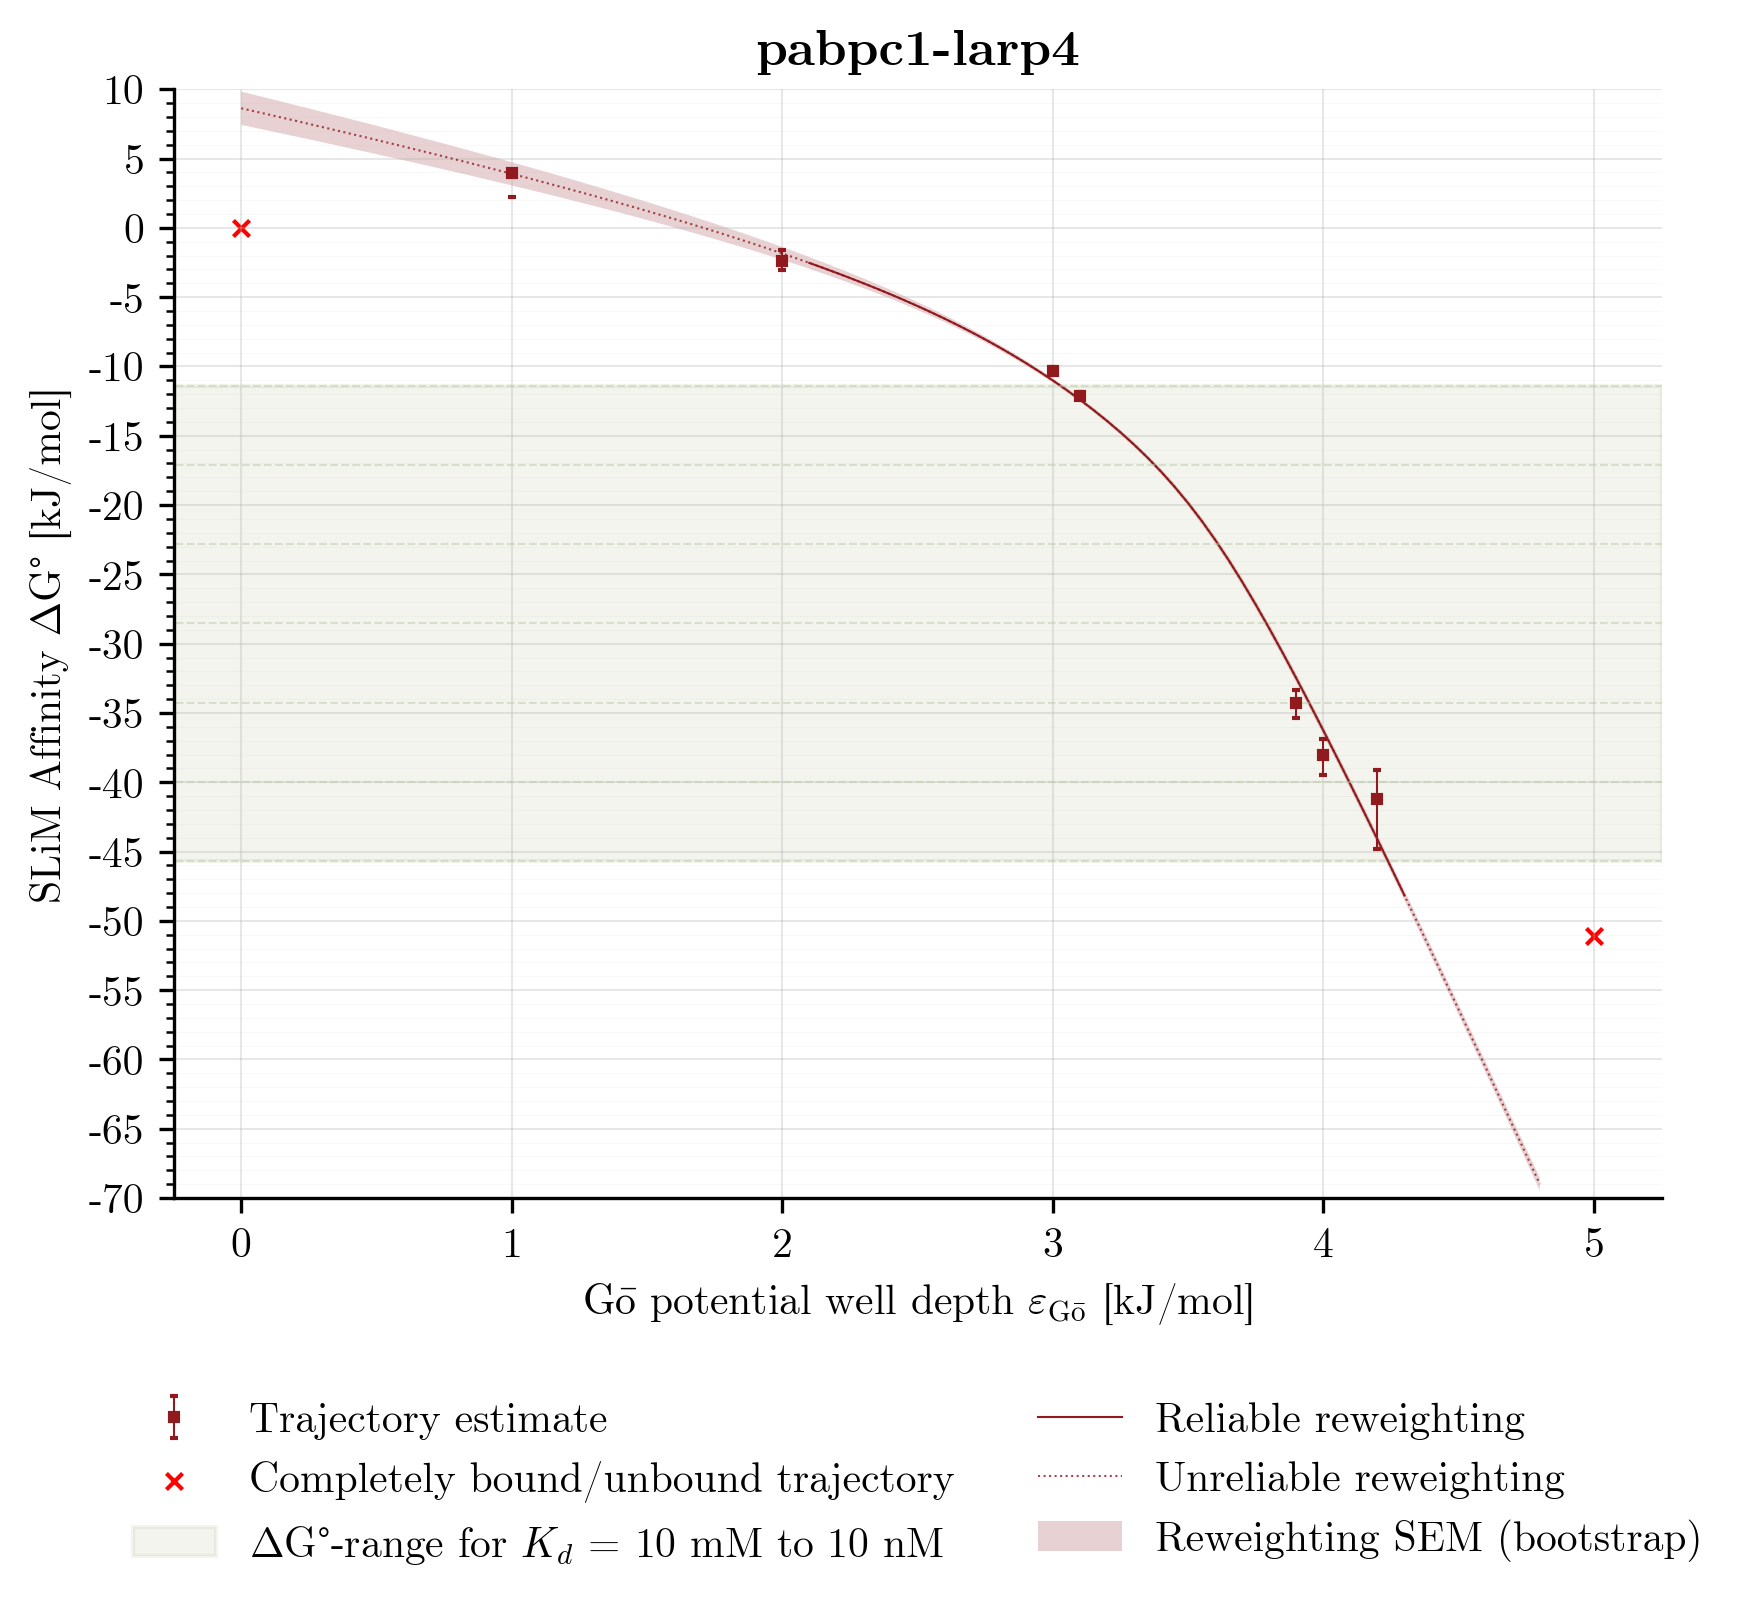 pabpc1-larp4
10
5
0
-5
-10
-15
-20
-25
-30
-35
-40
-45
-50
-55
-60
-65
-70
SLiM Affinity ΔG° [kJ/mol]
0 1 2 3 4 5
Gō potential well depth ε_Gō [kJ/mol]
Trajectory estimate
Completely bound/unbound trajectory
ΔG°-range for K_d = 10 mM to 10 nM
Reliable reweighting
Unreliable reweighting
Reweighting SEM (bootstrap)